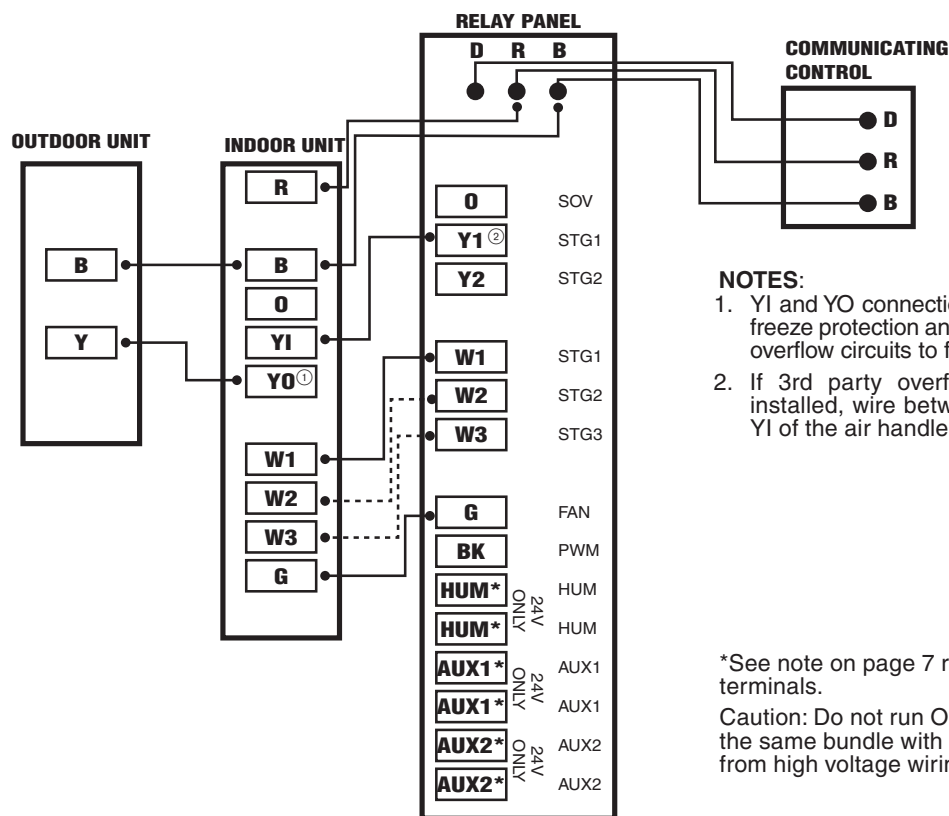 RELAY PANEL
D R B
COMMUNICATING
CONTROL
D
R
B
OUTDOOR UNIT
B
Y
INDOOR UNIT
R
B
O
YI
YO①
W1
W2
W3
G
O SOV
Y1② STG1
Y2 STG2
W1 STG1
W2 STG2
W3 STG3
G FAN
BK PWM
HUM* HUM
HUM* HUM
24V
ONLY
AUX1* AUX1
AUX1* AUX1
24V
ONLY
AUX2* AUX2
AUX2* AUX2
24V
ONLY
NOTES:
1. YI and YO connecti
freeze protection an
overflow circuits to f
2. If 3rd party overf
installed, wire betw
YI of the air handle
*See note on page 7 r
terminals.
Caution: Do not run O
the same bundle with
from high voltage wirin